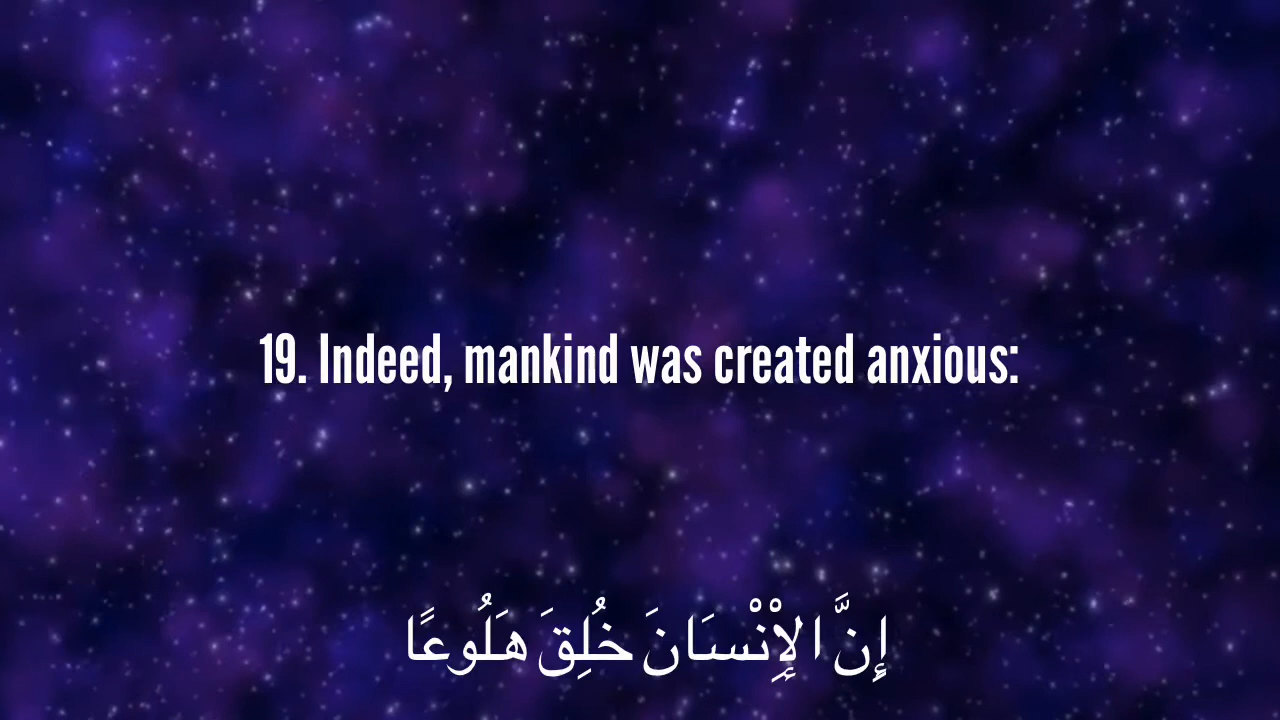 19. Indeed, mankind was created anxious:
إِنَّ الْإِنْسَانَ خُلِقَ هَلُوعًا